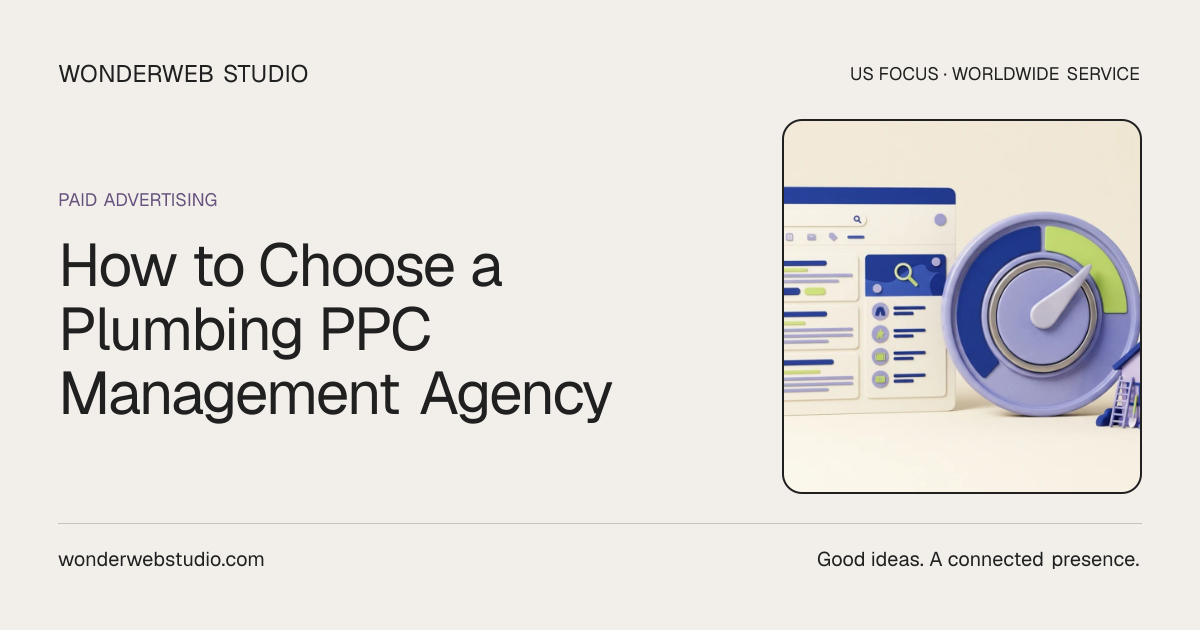 WONDERWEB STUDIO
US FOCUS · WORLDWIDE SERVICE
PAID ADVERTISING
How to Choose a
Plumbing PPC
Management Agency
wonderwebstudio.com
Good ideas. A connected presence.